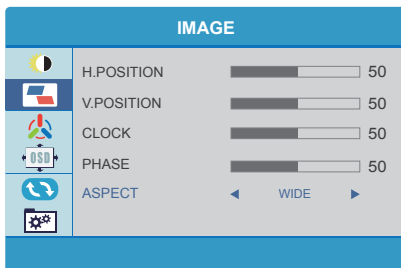 IMAGE
H.POSITION 50
V.POSITION 50
CLOCK 50
PHASE 50
OSD
ASPECT WIDE